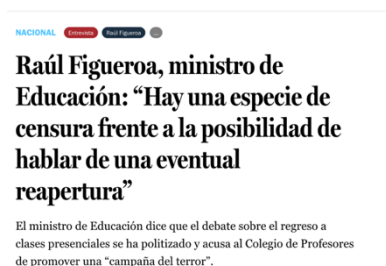 NACIONAL Entrevista Raúl Figueroa ...
Raúl Figueroa, ministro de
Educación: “Hay una especie de
censura frente a la posibilidad de
hablar de una eventual
reapertura”
El ministro de Educación dice que el debate sobre el regreso a
clases presenciales se ha politizado y acusa al Colegio de Profesores
de promover una “campaña del terror”.